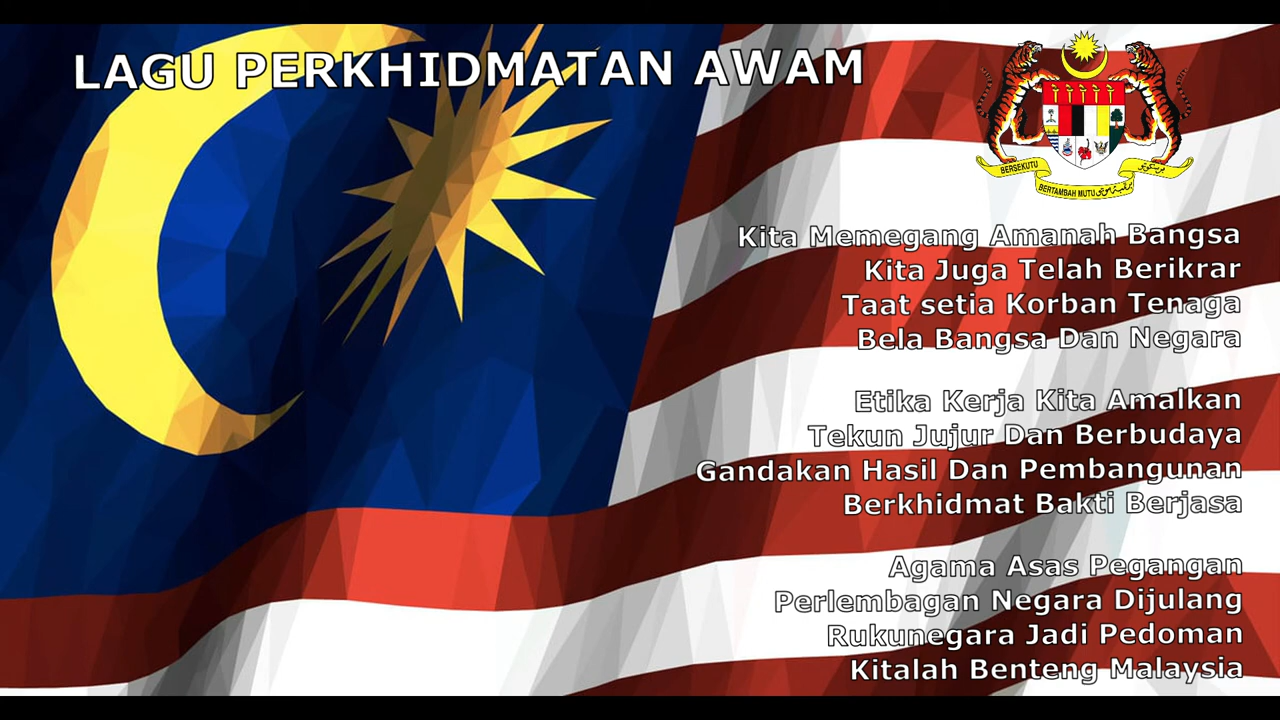 LAGU PERKHIDMATAN AWAM
BERSEKUTU
BERTAMBAH MUTU
Kita Memegang Amanah Bangsa
Kita Juga Telah Berikrar
Taat setia Korban Tenaga
Bela Bangsa Dan Negara
Etika Kerja Kita Amalkan
Tekun Jujur Dan Berbudaya
Gandakan Hasil Dan Pembangunan
Berkhidmat Bakti Berjasa
Agama Asas Pegangan
Perlembagan Negara Dijulang
Rukunegara Jadi Pedoman
Kitalah Benteng Malaysia